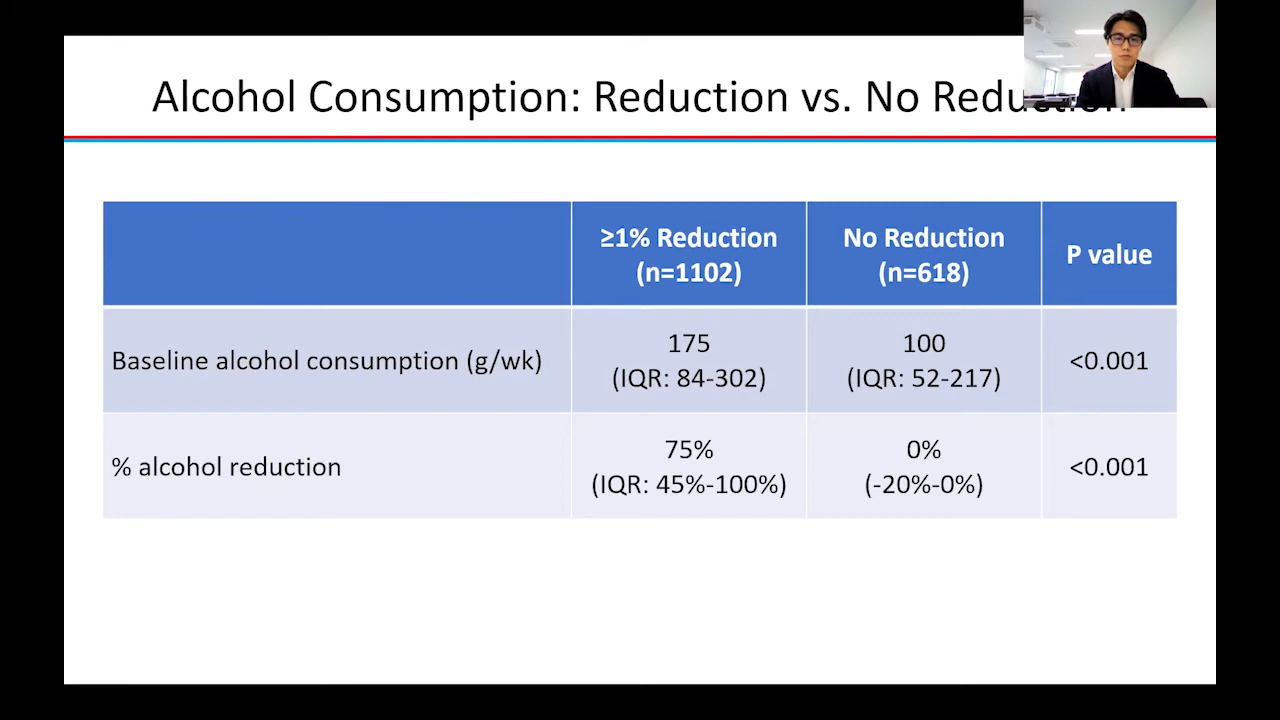 Alcohol Consumption: Reduction vs. No Reduction
≥1% Reduction
(n=1102)
No Reduction
(n=618)
P value
Baseline alcohol consumption (g/wk)
175
(IQR: 84-302)
100
(IQR: 52-217)
<0.001
% alcohol reduction
75%
(IQR: 45%-100%)
0%
(-20%-0%)
<0.001